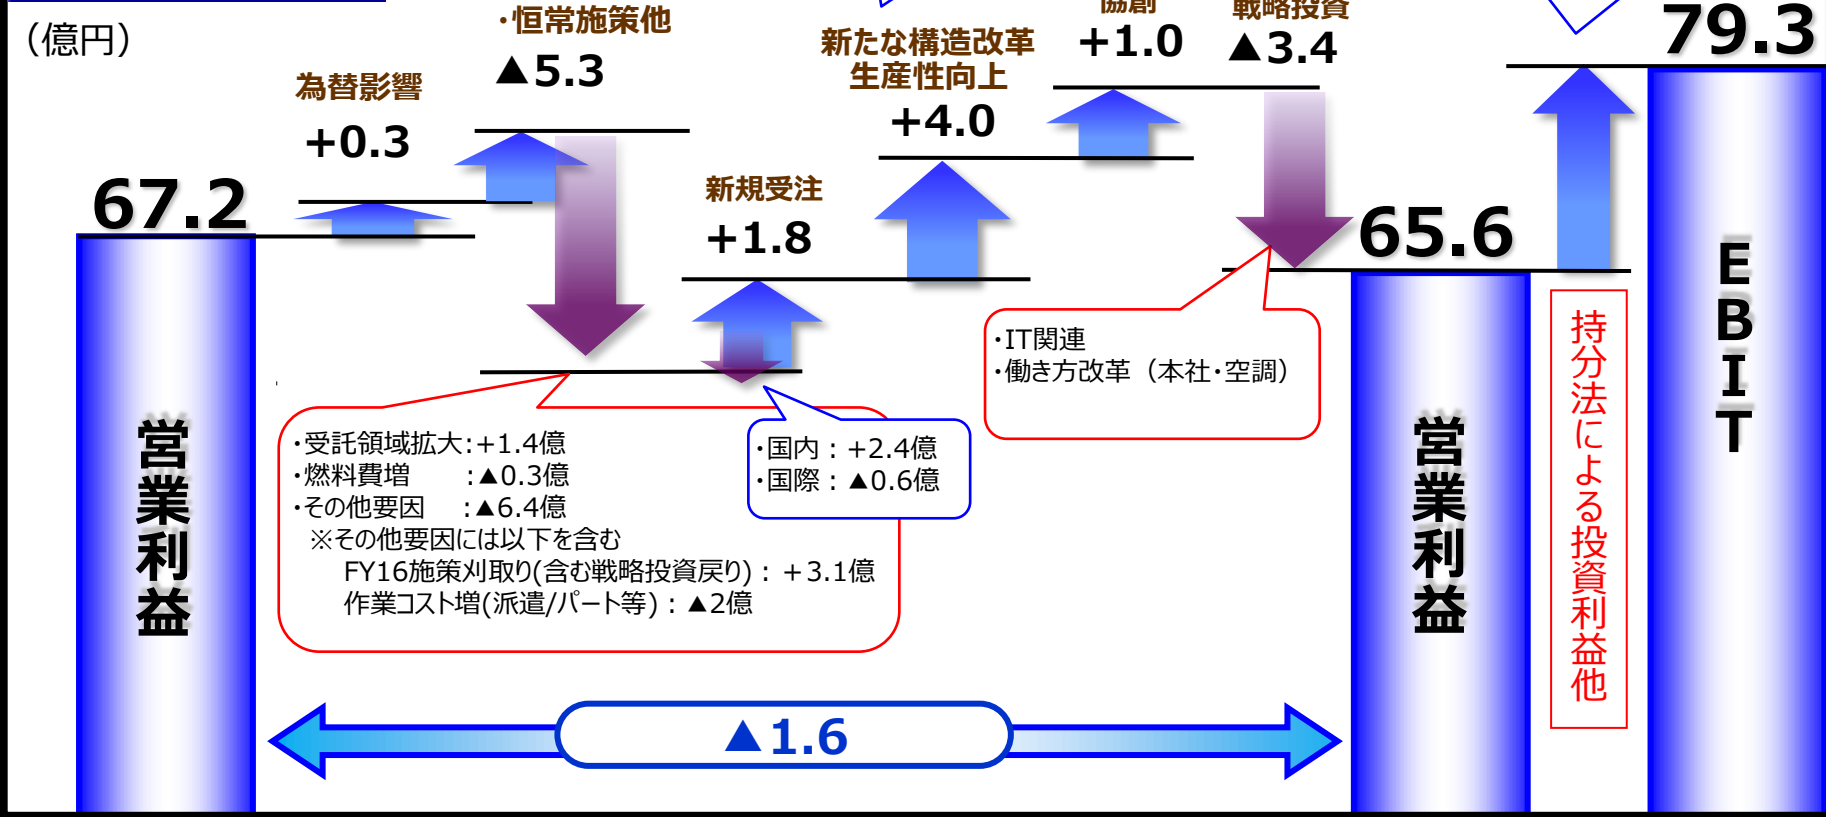 （億円）
為替影響
+0.3
・恒常施策他
▲5.3
新規受注
+1.8
新たな構造改革
生産性向上
+4.0
協創
+1.0
戦略投資
▲3.4
67.2
営業利益
65.6
営業利益
79.3
EBIT
持分法による投資利益他
・受託領域拡大:+1.4億
・燃料費増　　:▲0.3億
・その他要因　:▲6.4億
※その他要因には以下を含む
FY16施策刈取り(含む戦略投資戻り)：＋3.1億
作業コスト増(派遣/パート等)：▲2億
・国内：+2.4億
・国際：▲0.6億
・IT関連
・働き方改革（本社・空調）
▲1.6